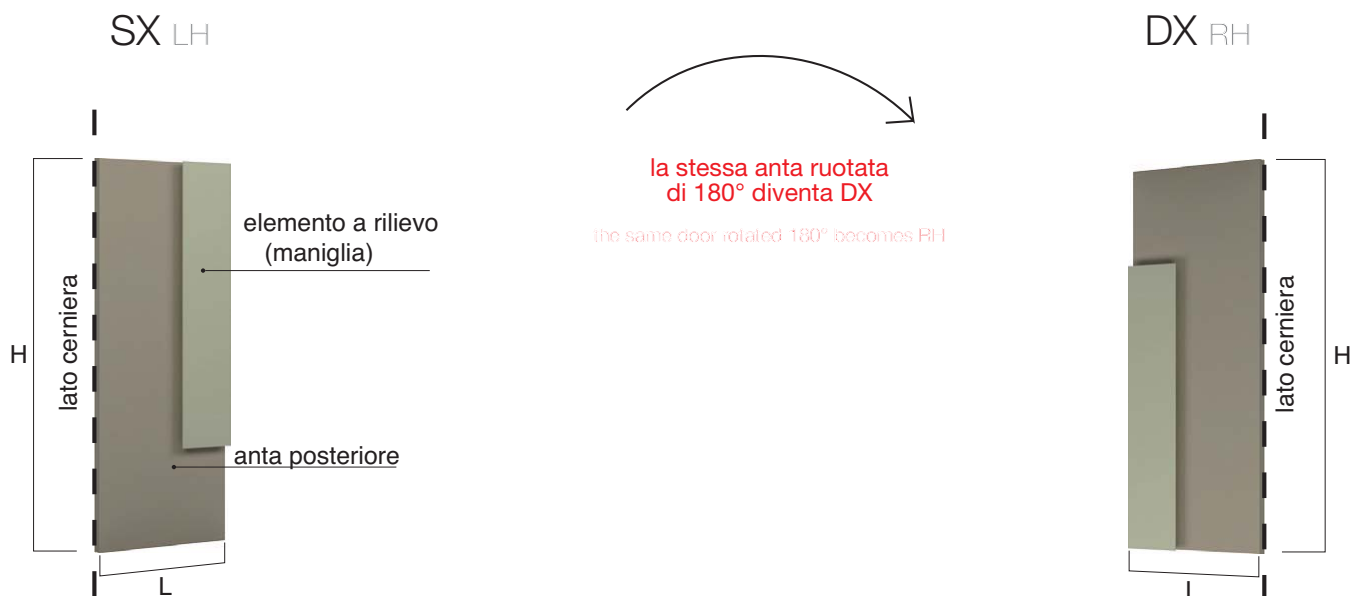 SX LH
DX RH
la stessa anta ruotata
di 180° diventa DX
the same door rotated 180° becomes RH
elemento a rilievo
(maniglia)
anta posteriore
lato cerniera
H
L
lato cerniera
H
L